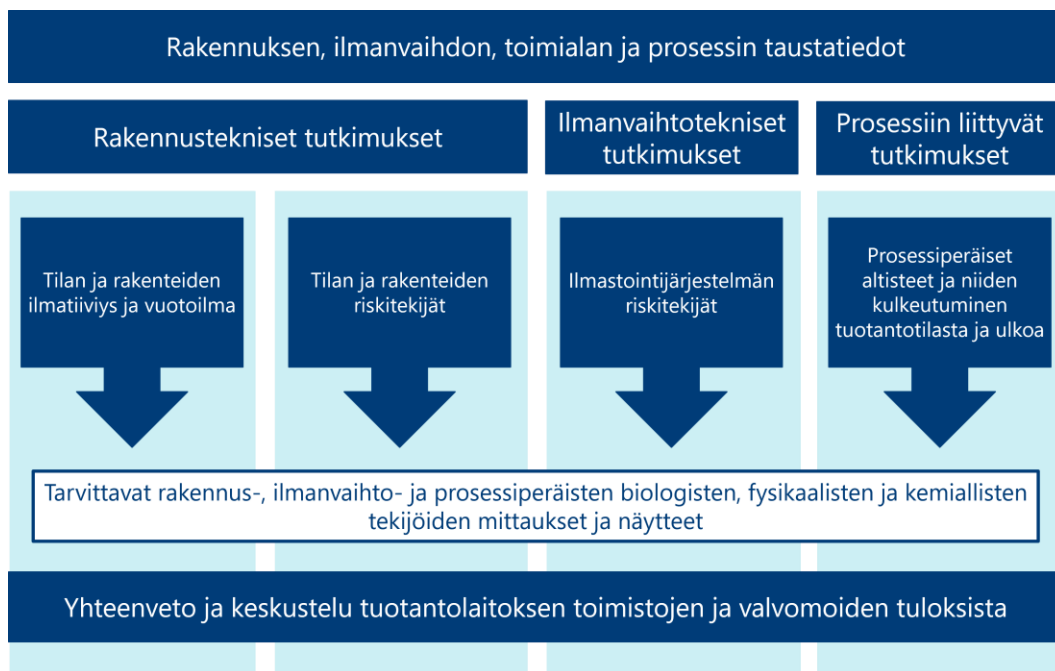 Rakennuksen, ilmanvaihdon, toimialan ja prosessin taustatiedot
Rakennustekniset tutkimukset
Ilmanvaihtotekniset
tutkimukset
Prosessiin liittyvät
tutkimukset
Tilan ja rakenteiden
ilmatiiviys ja vuotoilma
Tilan ja rakenteiden
riskitekijät
Ilmastointijärjestelmän
riskitekijät
Prosessiperäiset
altisteet ja niiden
kulkeutuminen
tuotantotilasta ja ulkoa
Tarvittavat rakennus-, ilmanvaihto- ja prosessiperäisten biologisten, fysikaalisten ja kemiallisten
tekijöiden mittaukset ja näytteet
Yhteenveto ja keskustelu tuotantolaitoksen toimistojen ja valvomoiden tuloksista